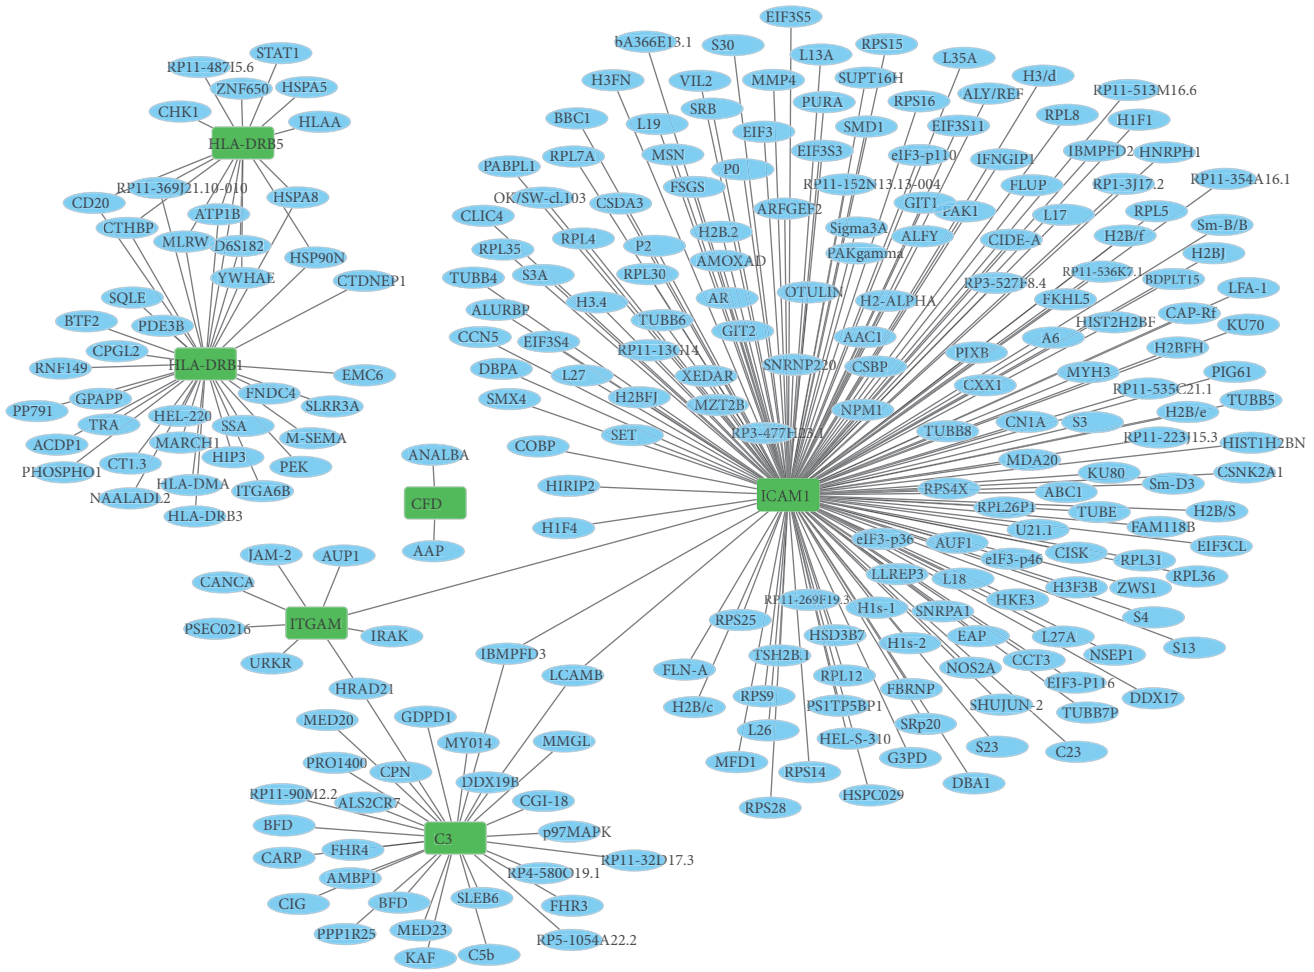 EIF3S5
bA366E13.1
S30
L13A
RPS15
STAT1
RP11-487I5.6
ZNF650
HSPA5
CHK1
HLAA
HLA-DRB5
H3FN
VIL2
MMP4
SUPT16H
L35A
H3/d
RP11-513M16.6
BBC1
L19
SRB
PURA
RPS16
ALY/REF
RPL8
H1F1
EIF3
SMD1
EIF3S11
PABPL1
RPL7A
MSN
P0
EIF3S3
eIF3-p110
IFNGIP1
IBMPFD2
HNRPH1
RP11-369J21.10-010
HSPA8
CD20
ATP1B
CTHBP
MLRW
D6S182
HSP90N
YWHAE
CTDNEP1
OK/SW-cl.103
CSDA3
FSGS
RP11-152N13.13-004
GIT1
PAK1
FLUP
RP1-3J17.2
RP11-354A16.1
CLIC4
RPL4
P2
H2B.2
ARFGEF2
Sigma3A
ALFY
L17
RPL5
Sm-B/B
RPL35
S3A
RPL30
AMOXAD
PAKgamma
CIDE-A
H2B/f
H2BJ
TUBB4
H3.4
AR
OTULIN
H2-ALPHA
RP3-527F8.4
RP11-536K7.1
BDPLT15
LFA-1
ALURBP
TUBB6
GIT2
AAC1
FKHL5
HIST2H2BF
CAP-Rf
KU70
CCN5
EIF3S4
RP11-13G14
SNRNP220
CSBP
PIXB
A6
H2BFH
DBPA
L27
XEDAR
CXX1
MYH3
PIG61
SMX4
H2BFJ
MZT2B
NPM1
RP11-535C21.1
TUBB5
SET
RP3-477H23.1
TUBB8
CN1A
S3
H2B/e
COBP
MDA20
RP11-223J15.3
HIST1H2BN
HIRIP2
ICAM1
RPS4X
ABC1
KU80
Sm-D3
CSNK2A1
H1F4
RPL26P1
TUBE
H2B/S
SQLE
BTF2
PDE3B
CPGL2
RNF149
HLA-DRB1
EMC6
FNDC4
SLRR3A
PP791
GPAPP
TRA
HEL-220
SSA
M-SEMA
ACDP1
MARCH1
HIP3
PEK
PHOSPHO1
CT1.3
NAALADL2
HLA-DMA
ITGA6B
HLA-DRB3
ANALBA
CFD
AAP
eIF3-p36
AUF1
U21.1
FAM118B
EIF3CL
LLREP3
L18
eIF3-p46
CISK
RPL31
RPL36
H3F3B
ZWS1
RP11-269F19.3
H1s-1
SNRPA1
HKE3
S4
RPS25
HSD3B7
H1s-2
EAP
L27A
NSEP1
S13
JAM-2
AUP1
CANCA
PSEC0216
ITGAM
IRAK
URKR
HRAD21
IBMPFD3
LCAMB
FLN-A
TSH2B.1
RPL12
NOS2A
CCT3
EIF3-P116
DDX17
H2B/c
RPS9
PS1TP5BP1
FBRNP
SHUJUN-2
TUBB7P
L26
HEL-S-310
SRp20
S23
C23
MFD1
RPS14
G3PD
DBA1
RPS28
HSPC029
MED20
GDPD1
MY014
MMGL
PRO1400
CPN
DDX19B
RP11-90M2.2
ALS2CR7
CGI-18
BFD
C3
p97MAPK
CARP
FHR4
RP11-32D17.3
AMBP1
RP4-580O19.1
CIG
BFD
SLEB6
FHR3
PPP1R25
MED23
RP5-1054A22.2
KAF
C5b